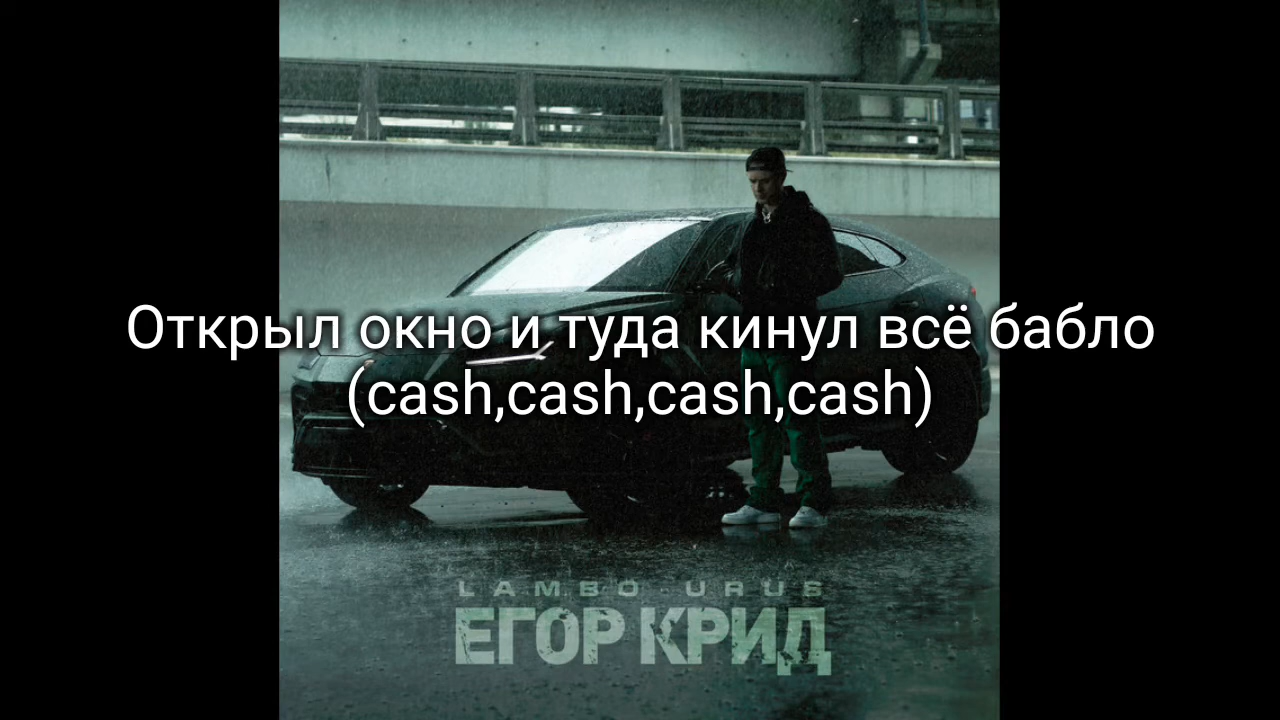 Открыл окно и туда кинул всё бабло
(cash,cash,cash,cash)
LAMBO URUS
ЕГОР КРИД